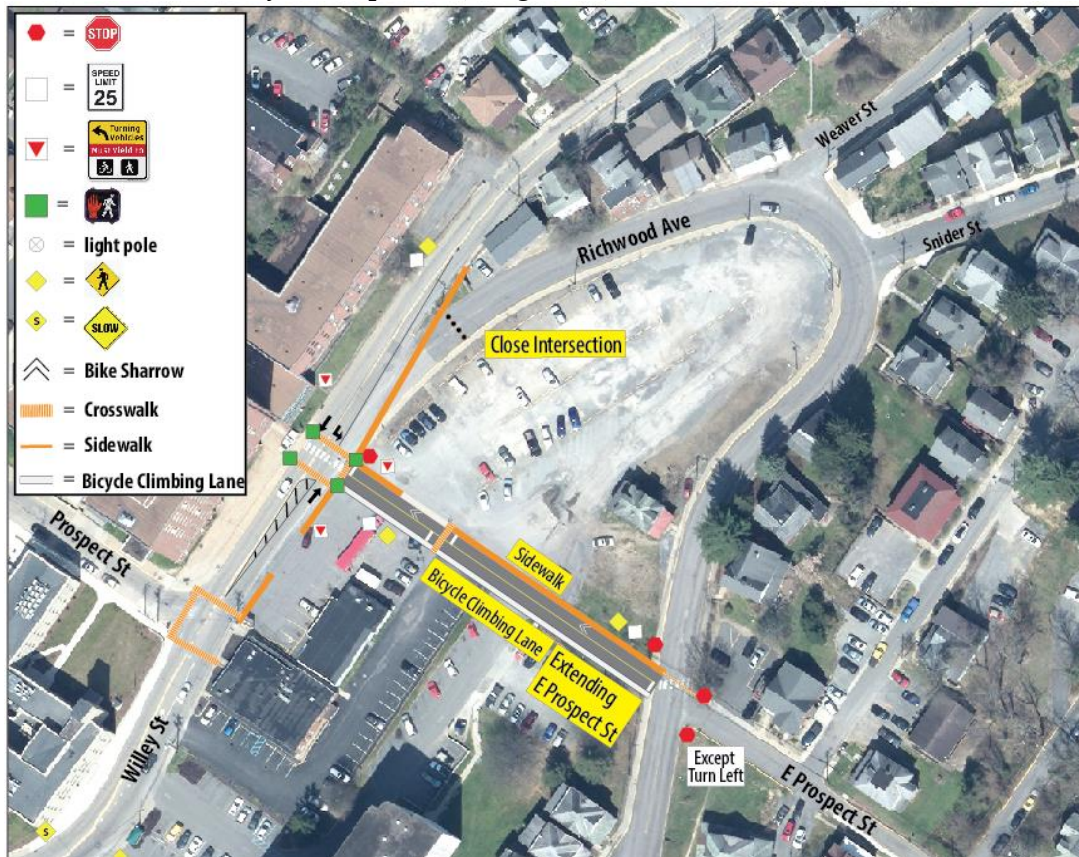 = STOP
= SPEED
LIMIT
25
= Turning
Vehicles
Must Yield to
=
= light pole
=
S = SLOW
= Bike Sharrow
= Crosswalk
= Sidewalk
= Bicycle Climbing Lane
Weaver St
Richwood Ave
Snider St
Close Intersection
Prospect St
Sidewalk
Bicycle Climbing Lane
Extending
E Prospect St
Willey St
Except
Turn Left
E Prospect St
S